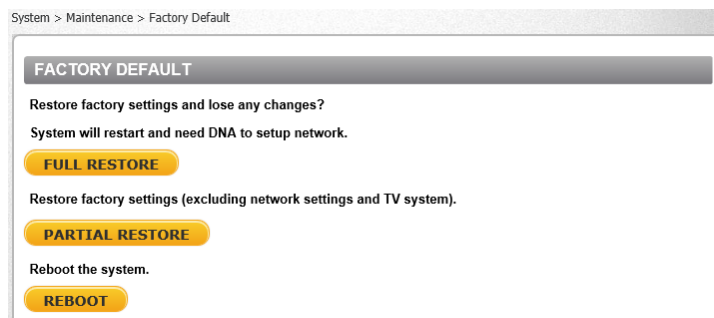 System > Maintenance > Factory Default
FACTORY DEFAULT
Restore factory settings and lose any changes?
System will restart and need DNA to setup network.
FULL RESTORE
Restore factory settings (excluding network settings and TV system).
PARTIAL RESTORE
Reboot the system.
REBOOT